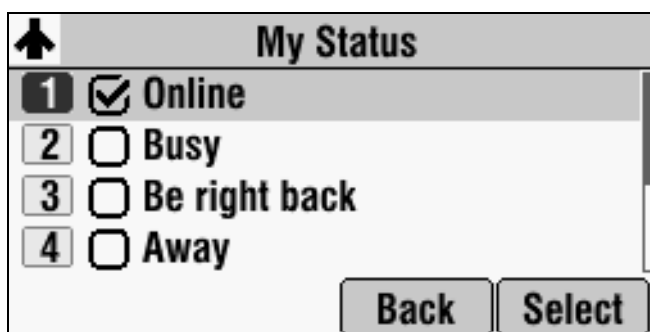 My Status
1 Online
2 Busy
3 Be right back
4 Away
Back Select